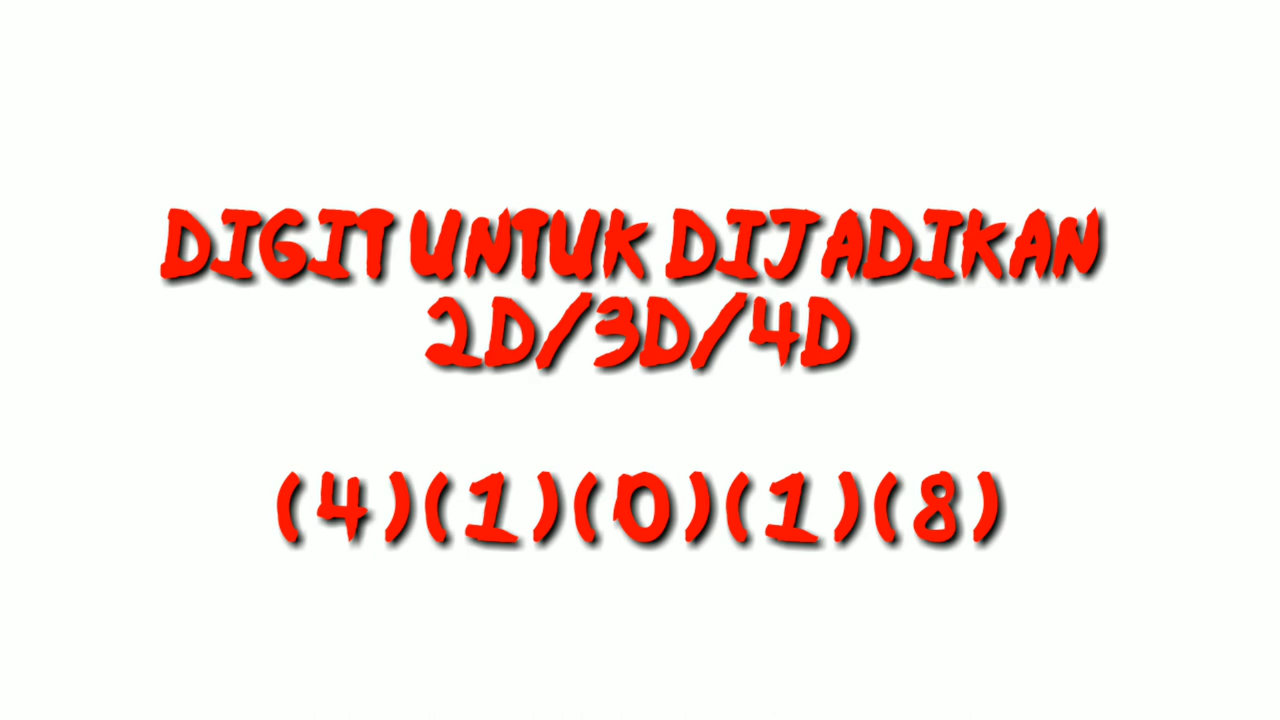 DIGIT UNTUK DIJADIKAN
2D/3D/4D
(4)(1)(0)(1)(8)